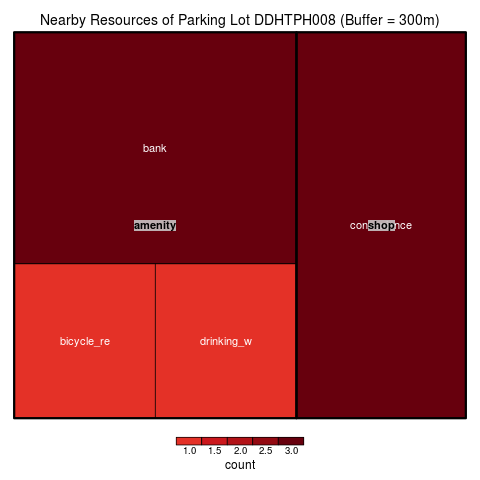 Nearby Resources of Parking Lot DDHTPH008 (Buffer = 300m)
bank
amenity
shop
bicycle_re
drinking_w
1.0 1.5 2.0 2.5 3.0
count